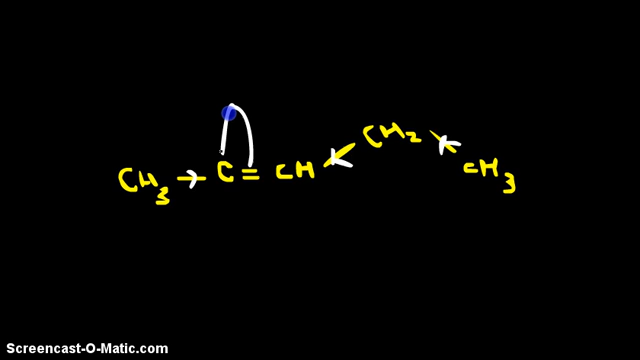 CH3 → C = CH ← CH2 ← CH3
Screencast-O-Matic.com